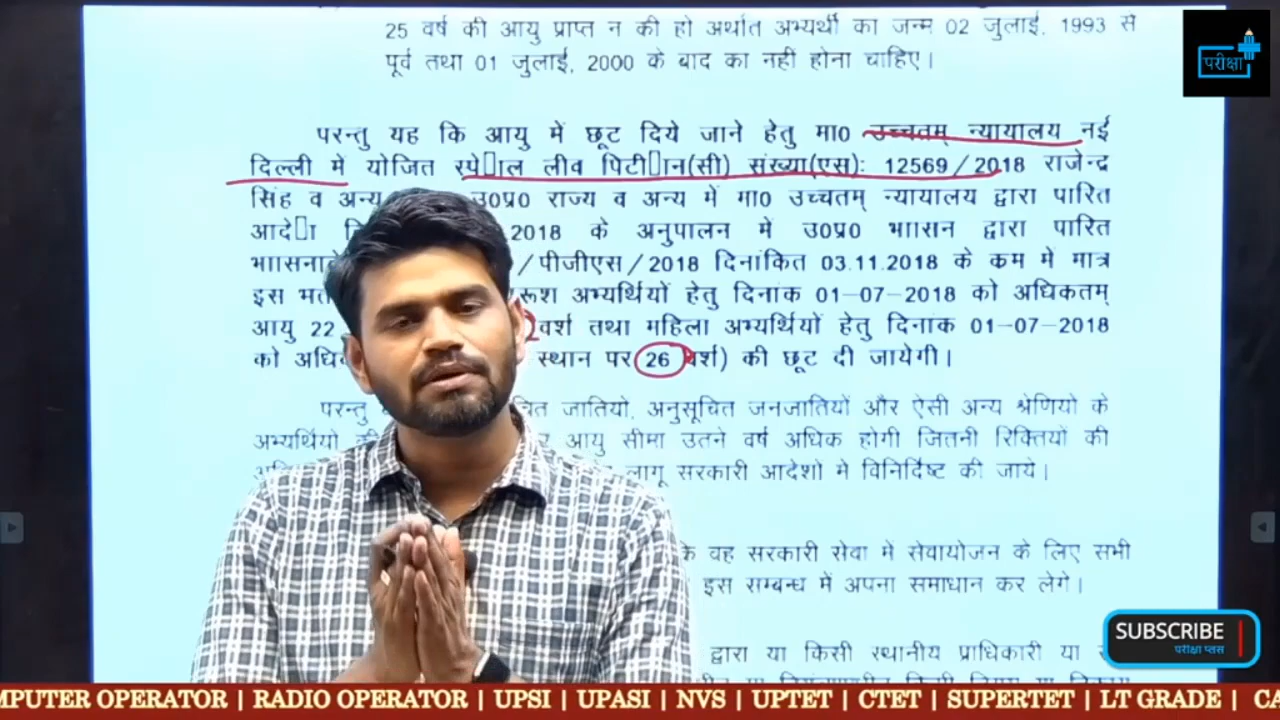 25 वर्ष की आयु प्राप्त न की हो अर्थात अभ्यर्थी का जन्म 02 जुलाई, 1993 से
पूर्व तथा 01 जुलाई, 2000 के बाद का नही होना चाहिए।
परीक्षा
परन्तु यह कि आयु में छूट दिये जाने हेतु मा0 उच्चतम् न्यायालय नई
दिल्ली मे योजित स्पे▯ाल लीव पिटी▯ान(सी) संख्या(एस): 12569/2018 राजेन्द्र
सिंह व अन्य उ0प्र0 राज्य व अन्य में मा0 उच्चतम् न्यायालय द्वारा पारित
आदे▯ा 2018 के अनुपालन में उ0प्र0 भाासन द्वारा पारित
/पीजीएस/2018 दिनांकित 03.11.2018 के कम मे मात्र
इस अभ्यर्थियों हेतु दिनांक 01-07-2018 को अधिकतम्
आयु 22 वर्श तथा महिला अभ्यर्थियों हेतु दिनाक 01-07-2018
को स्थान पर 26 वर्श) की छूट दी जायेगी।
परन्तु जातियो, अनुसूचित जनजातियों और ऐसी अन्य श्रेणियो के
अभ्यर्थियों आयु सीमा उतने वर्ष अधिक होगी जितनी रिक्तियों की
लागू सरकारी आदेशो मे विनिर्दिष्ट की जाये।
वह सरकारी सेवा मे सेवायोजन के लिए सभी
इस सम्बन्ध में अपना समाधान कर लेगे।
SUBSCRIBE
परीक्षा प्लस
द्वारा या किसी स्थानीय प्राधिकारी या
MPUTER OPERATOR | RADIO OPERATOR | UPSI | UPASI | NVS | UPTET | CTET | SUPERTET | LT GRADE | CA